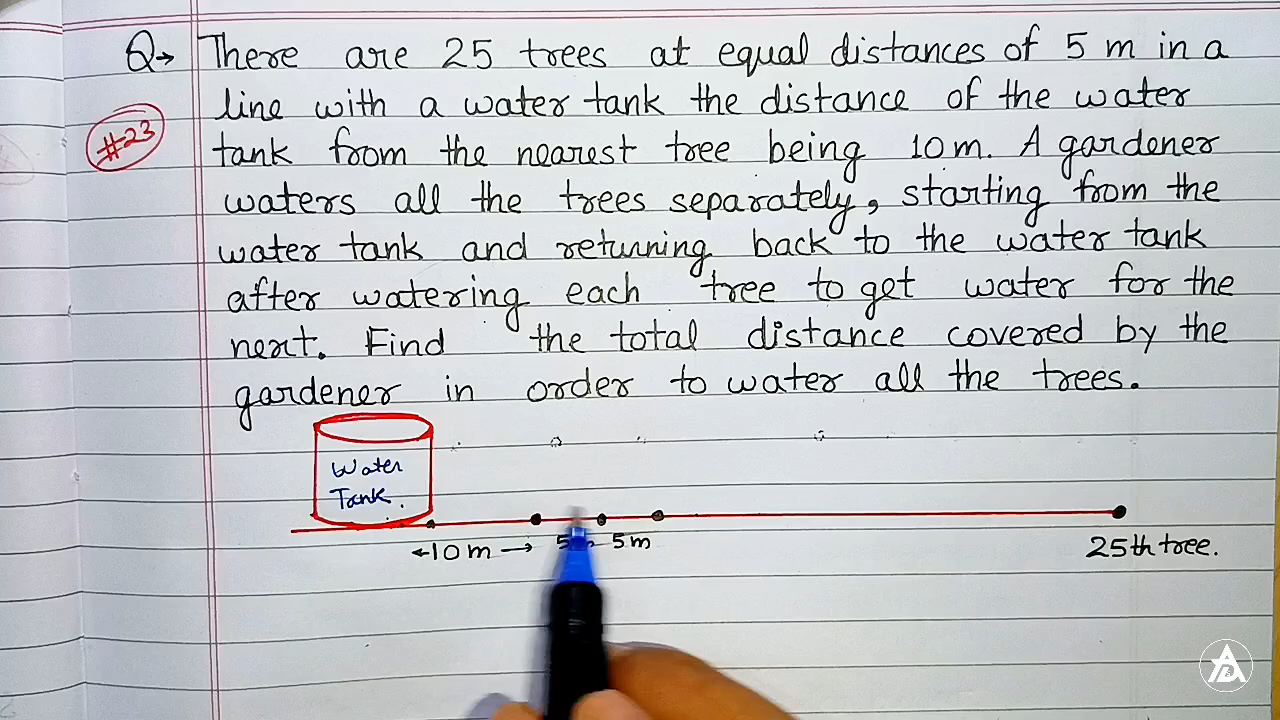 Q→ There are 25 trees at equal distances of 5 m in a
line with a water tank the distance of the water
#23
tank from the nearest tree being 10 m. A gardener
waters all the trees separately, starting from the
water tank and returning back to the water tank
after watering each tree to get water for the
next. Find the total distance covered by the
gardener in order to water all the trees.
Water
Tank.
←10 m→ 5 m
25th tree.